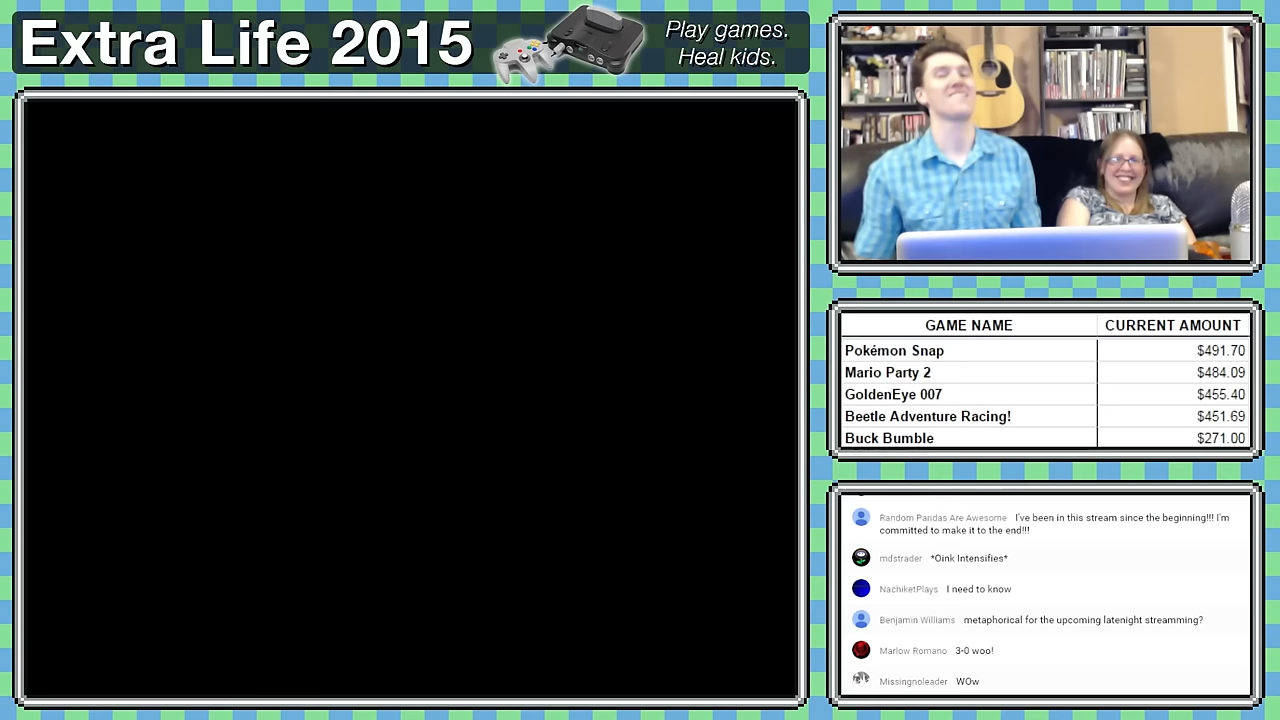 Extra Life 2015
Play games.
Heal kids.
GAME NAME CURRENT AMOUNT
Pokémon Snap $491.70
Mario Party 2 $484.09
GoldenEye 007 $455.40
Beetle Adventure Racing! $451.69
Buck Bumble $271.00
Random Pandas Are Awesome I've been in this stream since the beginning!!! I'm
committed to make it to the end!!!
mdstrader *Oink Intensifies*
NachiketPlays I need to know
Benjamin Williams metaphorical for the upcoming latenight streamming?
Marlow Romano 3-0 woo!
Missingnoleader WOw